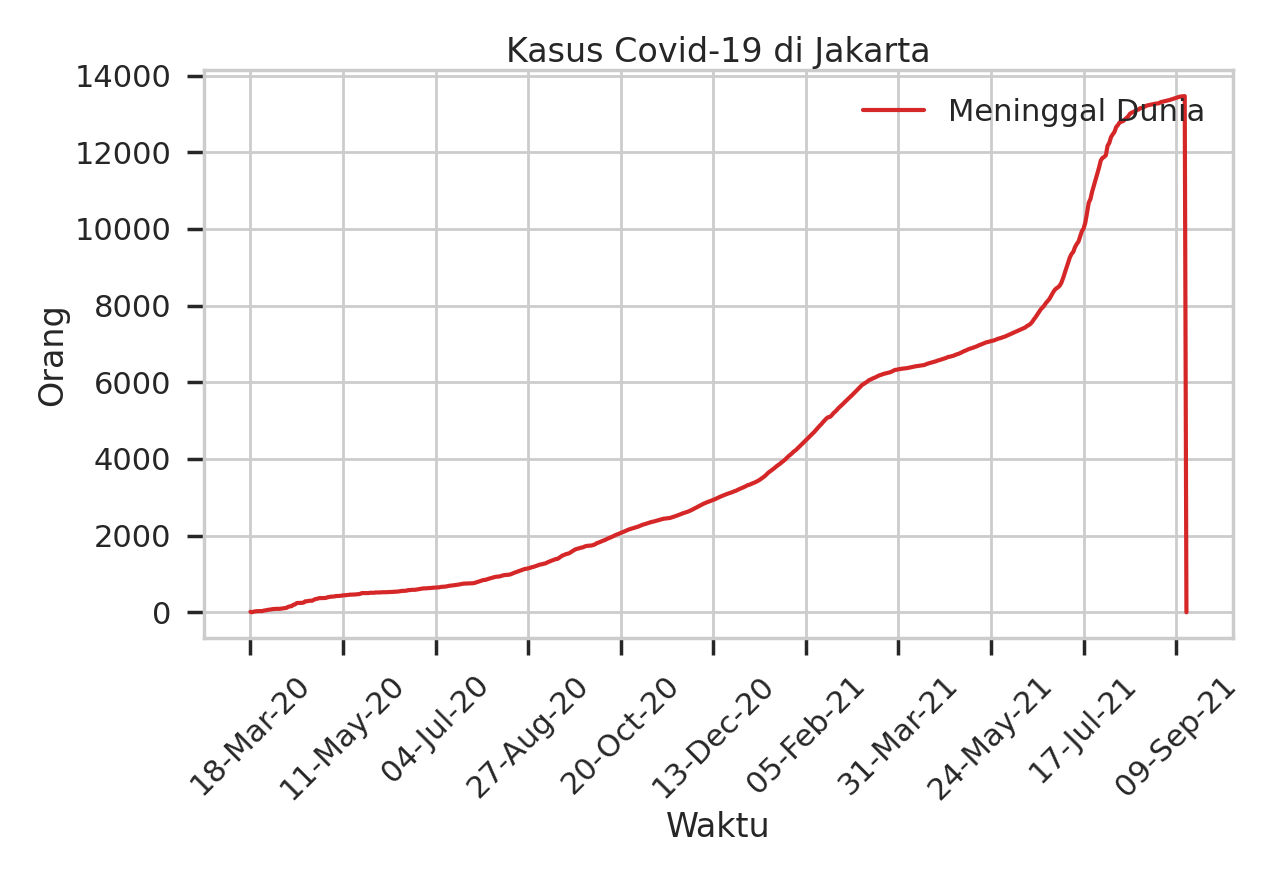 Kasus Covid-19 di Jakarta
Meninggal Dunia
Orang
14000
12000
10000
8000
6000
4000
2000
0
18-Mar-20
11-May-20
04-Jul-20
27-Aug-20
20-Oct-20
13-Dec-20
05-Feb-21
31-Mar-21
24-May-21
17-Jul-21
09-Sep-21
Waktu